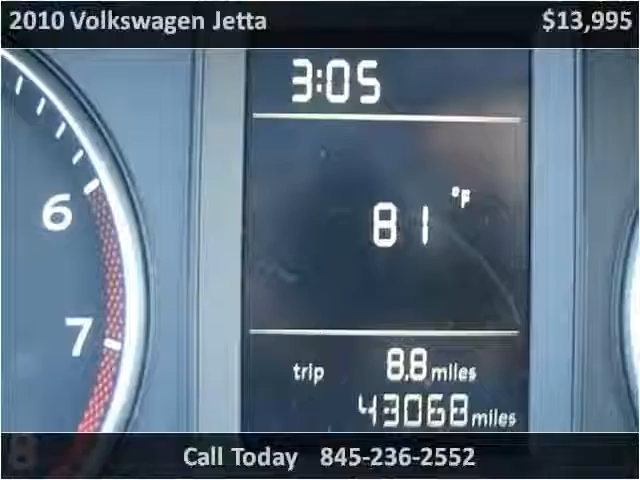 2010 Volkswagen Jetta $13,995
3:05
81 °F
6
7
trip 8.8 miles
43068 miles
8
Call Today 845-236-2552